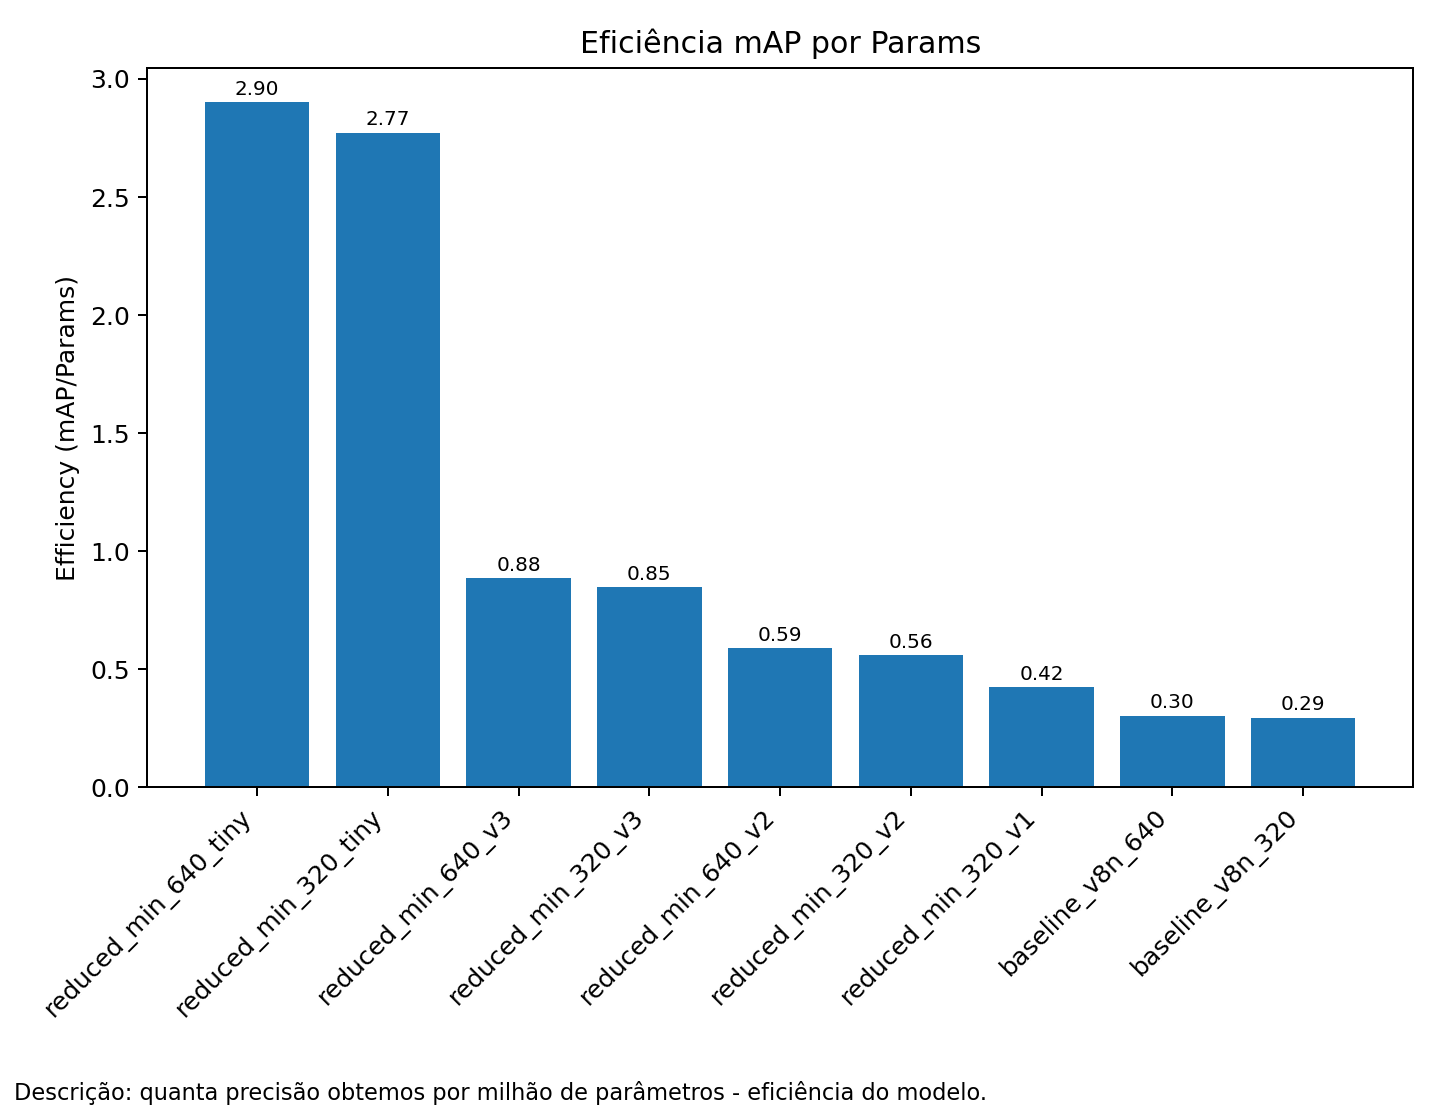 Eficiência mAP por Params
Efficiency (mAP/Params)
3.0
2.5
2.0
1.5
1.0
0.5
0.0
2.90
2.77
0.88
0.85
0.59
0.56
0.42
0.30
0.29
reduced_min_640_tiny
reduced_min_320_tiny
reduced_min_640_v3
reduced_min_320_v3
reduced_min_640_v2
reduced_min_320_v2
reduced_min_320_v1
baseline_v8n_640
baseline_v8n_320
Descrição: quanta precisão obtemos por milhão de parâmetros - eficiência do modelo.